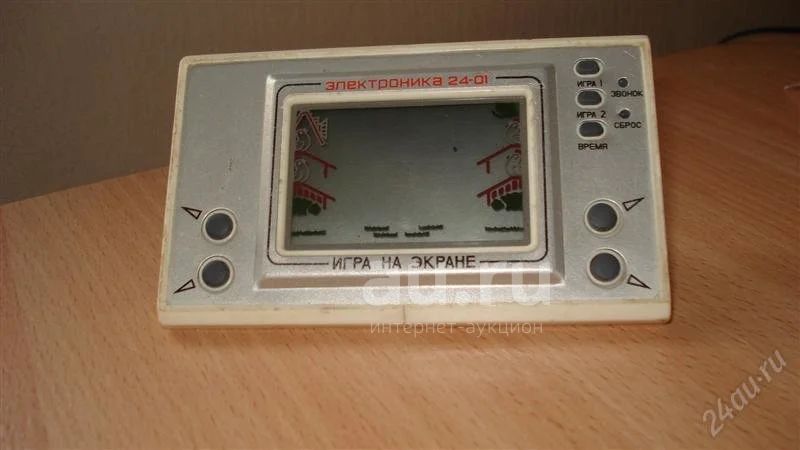 электроника 24-01
ИГРА 1
ЗВОНОК
ИГРА 2
СБРОС
ВРЕМЯ
ИГРА НА ЭКРАНЕ
au.ru
интернет-аукцион
24au.ru